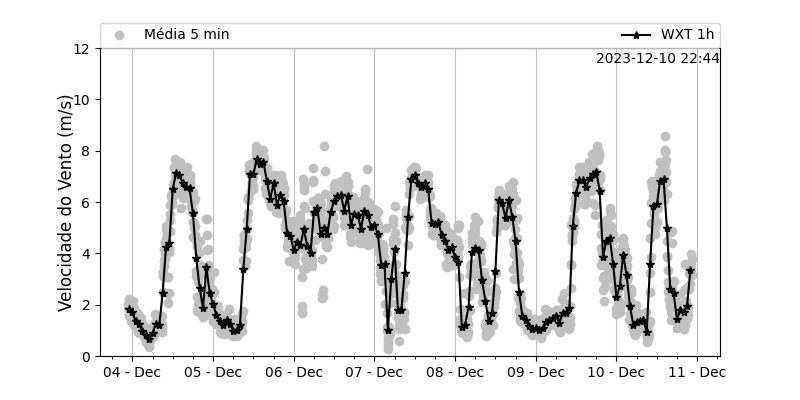 Média 5 min
WXT 1h
2023-12-10 22:44
Velocidade do Vento (m/s)
12
10
8
6
4
2
0
04 - Dec 05 - Dec 06 - Dec 07 - Dec 08 - Dec 09 - Dec 10 - Dec 11 - Dec